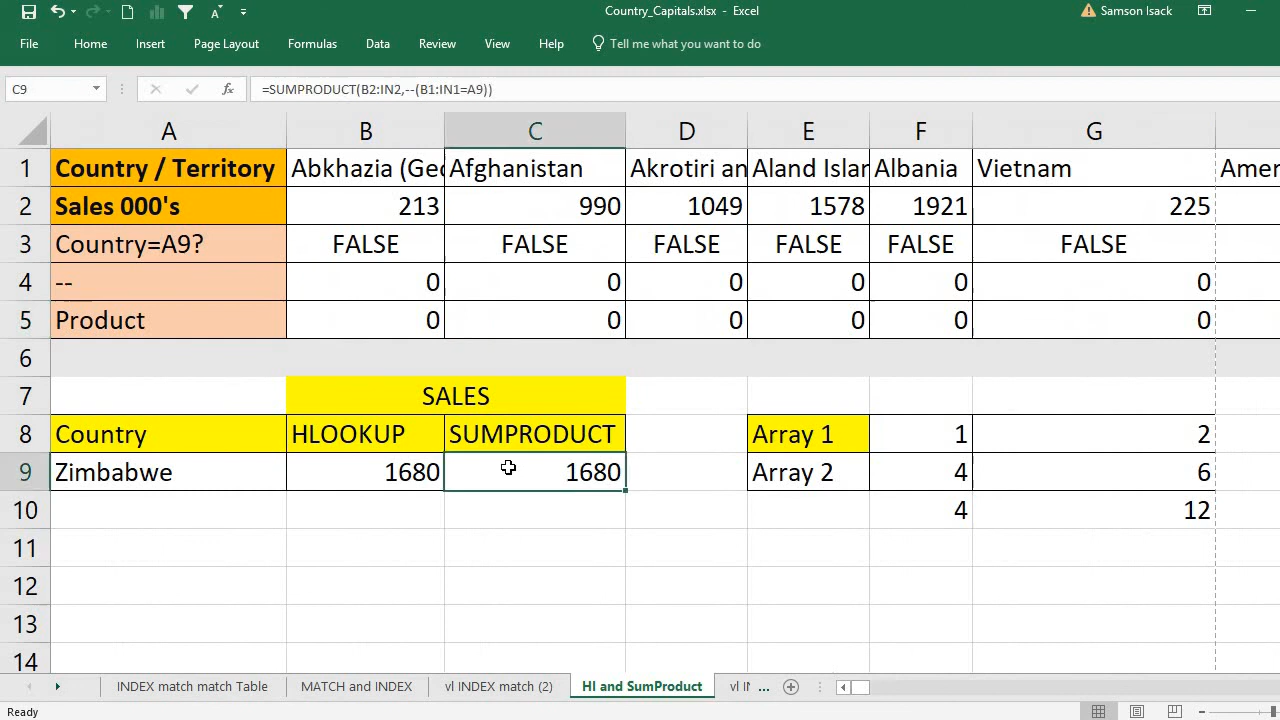 Country_Capitals.xlsx - Excel
Samson Isack
File Home Insert Page Layout Formulas Data Review View Help Tell me what you want to do
C9 fx =SUMPRODUCT(B2:IN2,--(B1:IN1=A9))
A B C D E F G
1 Country / Territory Abkhazia (Geo Afghanistan Akrotiri an Aland Islan Albania Vietnam Amer
2 Sales 000's 213 990 1049 1578 1921 225
3 Country=A9? FALSE FALSE FALSE FALSE FALSE FALSE
4 -- 0 0 0 0 0 0
5 Product 0 0 0 0 0 0
6
7 SALES
8 Country HLOOKUP SUMPRODUCT Array 1 1 2
9 Zimbabwe 1680 1680 Array 2 4 6
10 4 12
11
12
13
14
INDEX match match Table MATCH and INDEX vl INDEX match (2) Hl and SumProduct vl IN ...
Ready